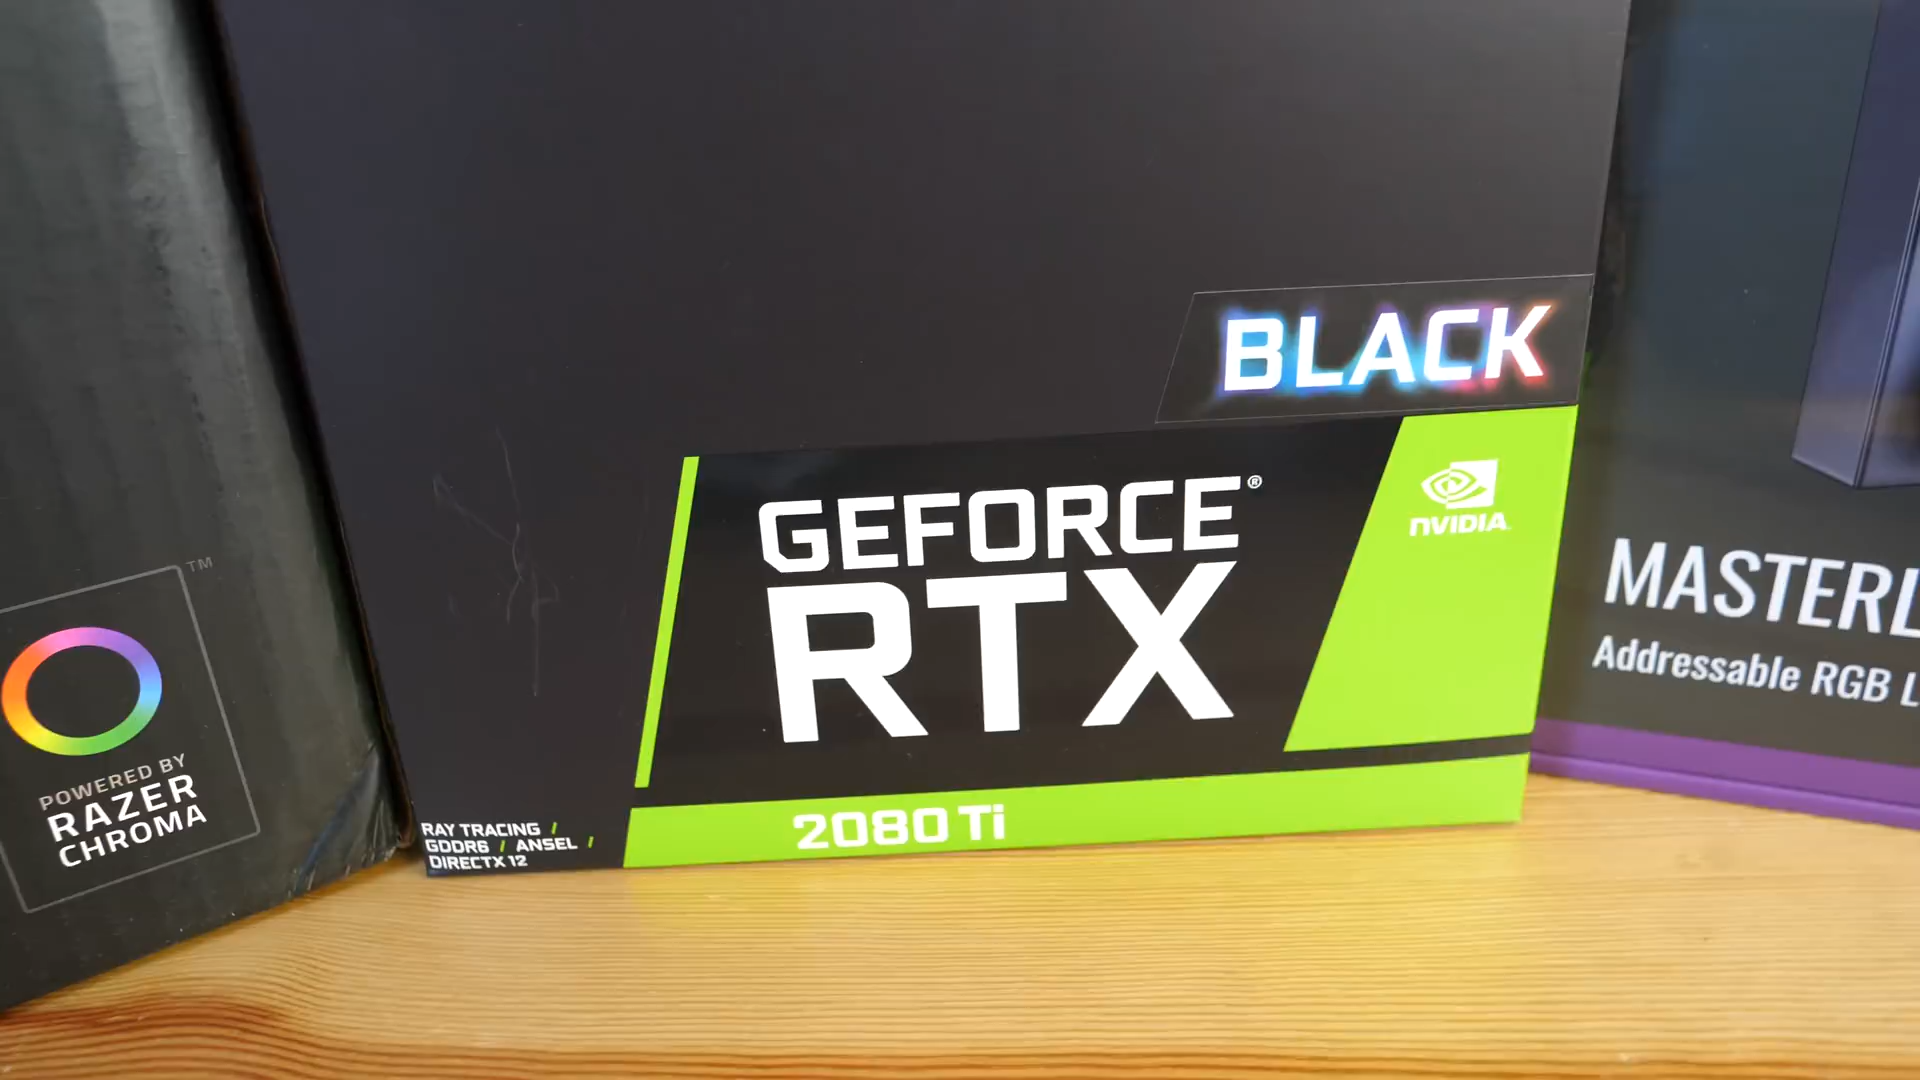 TM
POWERED BY
RAZER
CHROMA
BLACK
GEFORCE®
RTX
NVIDIA
2080 Ti
RAY TRACING /
GDDR6 / ANSEL /
DIRECTX 12
Addressable RGB